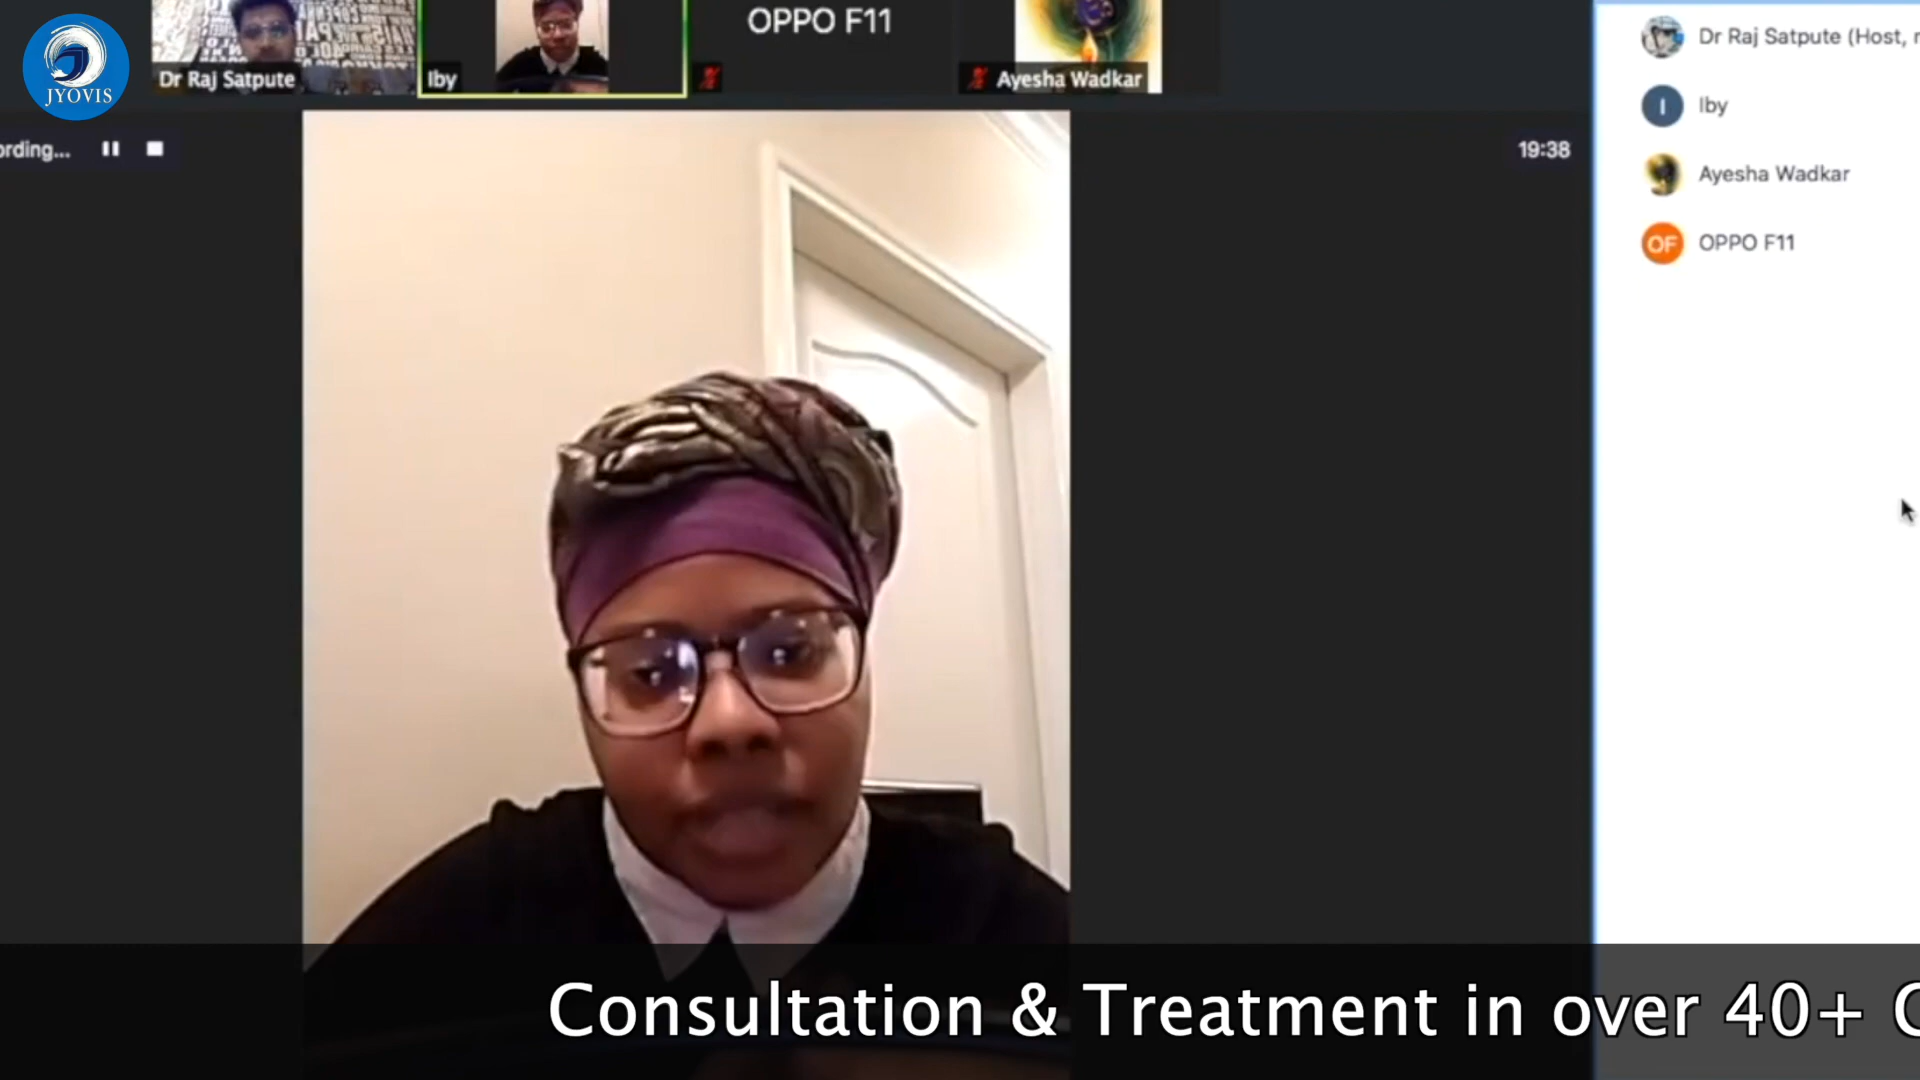 JYOVIS
Dr Raj Satpute
Iby
OPPO F11
Ayesha Wadkar
ording...
19:38
Dr Raj Satpute (Host,
I
Iby
Ayesha Wadkar
OF
OPPO F11
Consultation & Treatment in over 40+